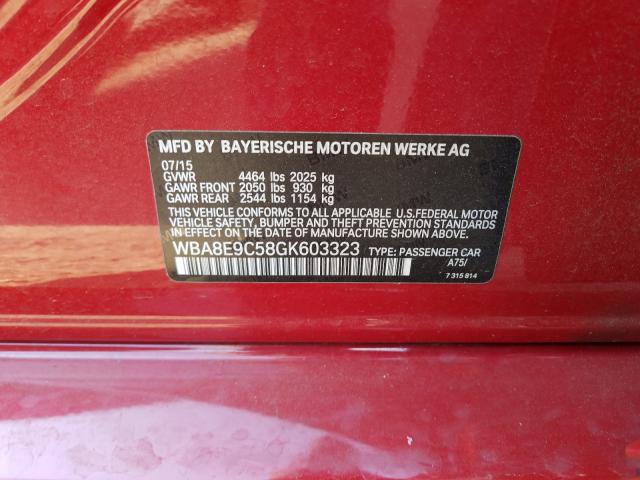 MFD BY BAYERISCHE MOTOREN WERKE AG
07/15
GVWR 4464 lbs 2025 kg
GAWR FRONT 2050 lbs 930 kg
GAWR REAR 2544 lbs 1154 kg
THIS VEHICLE CONFORMS TO ALL APPLICABLE U.S.FEDERAL MOTOR
VEHICLE SAFETY, BUMPER AND THEFT PREVENTION STANDARDS
IN EFFECT ON THE DATE OF MANUFACTURE SHOWN ABOVE.
WBA8E9C58GK603323 TYPE: PASSENGER CAR
A75/
7 315 814